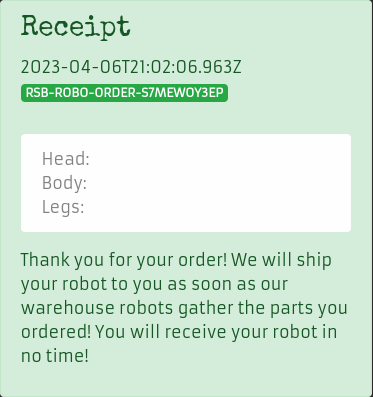 Receipt
2023-04-06T21:02:06.963Z
RSB-ROBO-ORDER-S7MEWOY3EP
Head:
Body:
Legs:
Thank you for your order! We will ship
your robot to you as soon as our
warehouse robots gather the parts you
ordered! You will receive your robot in
no time!